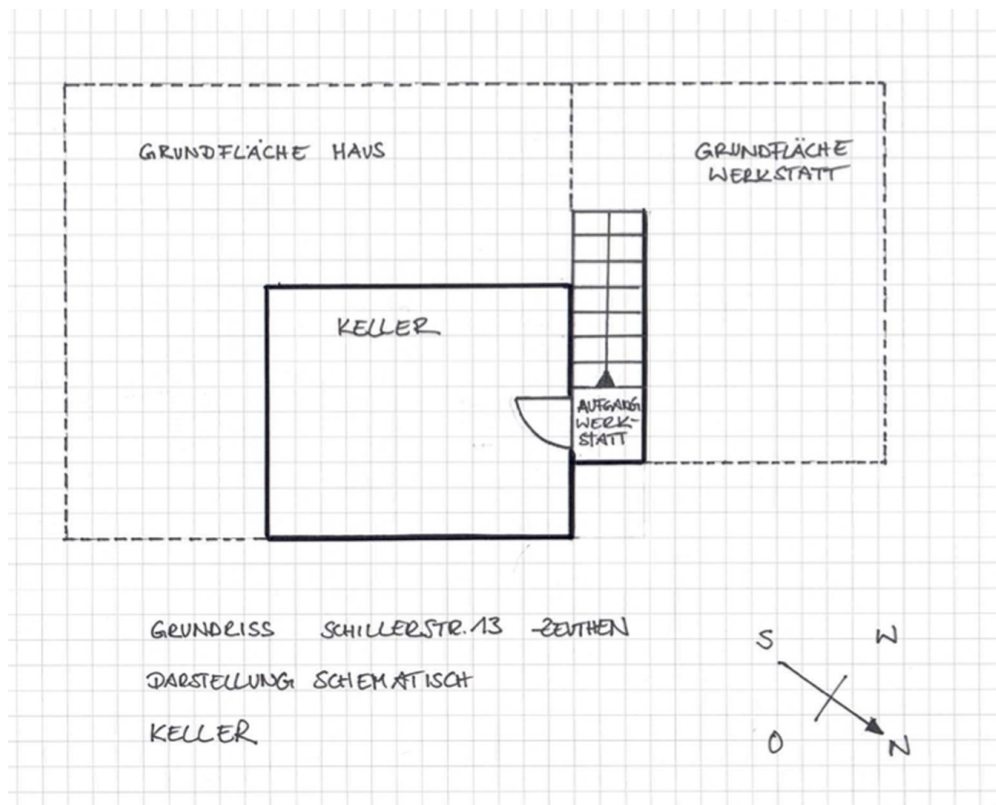 GRUNDFLÄCHE HAUS
GRUNDFLÄCHE
WERKSTATT
KELLER
AUFGANG
WERK-
STATT
GRUNDRISS SCHILLERSTR. 13 - ZEUTHEN
DARSTELLUNG SCHEMATISCH
KELLER
S W
O N